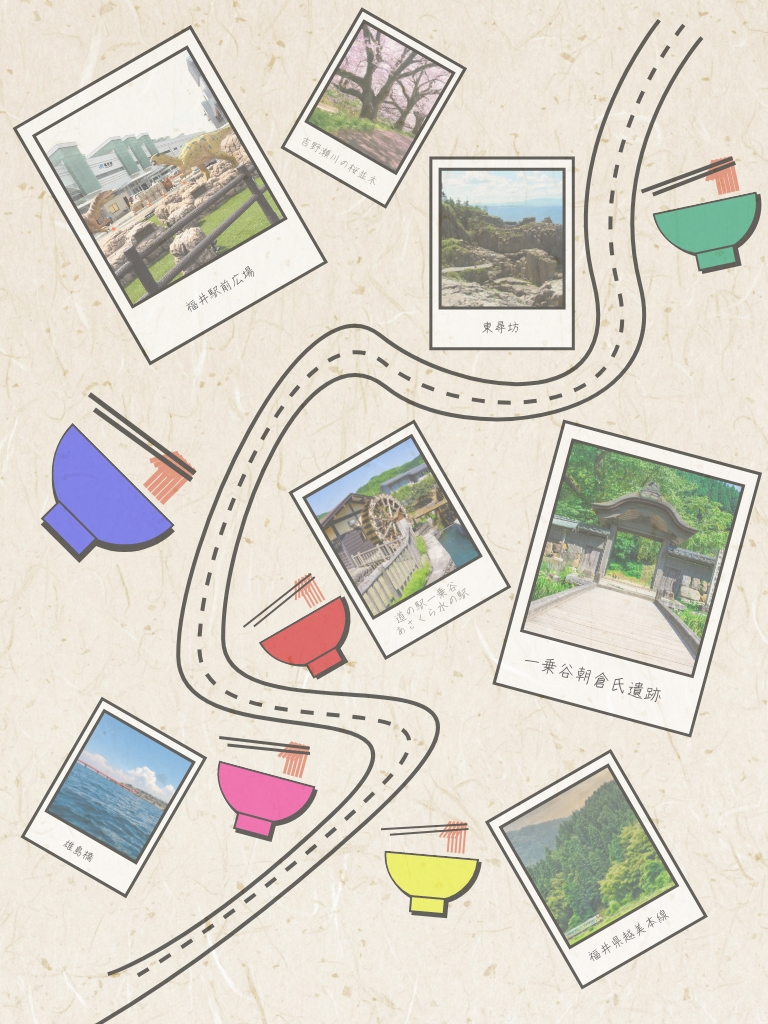 吉野瀬川の桜並木
福井駅前広場
東尋坊
道の駅一乗谷
あさくら水の駅
一乗谷朝倉氏遺跡
雄島橋
福井県越美本線